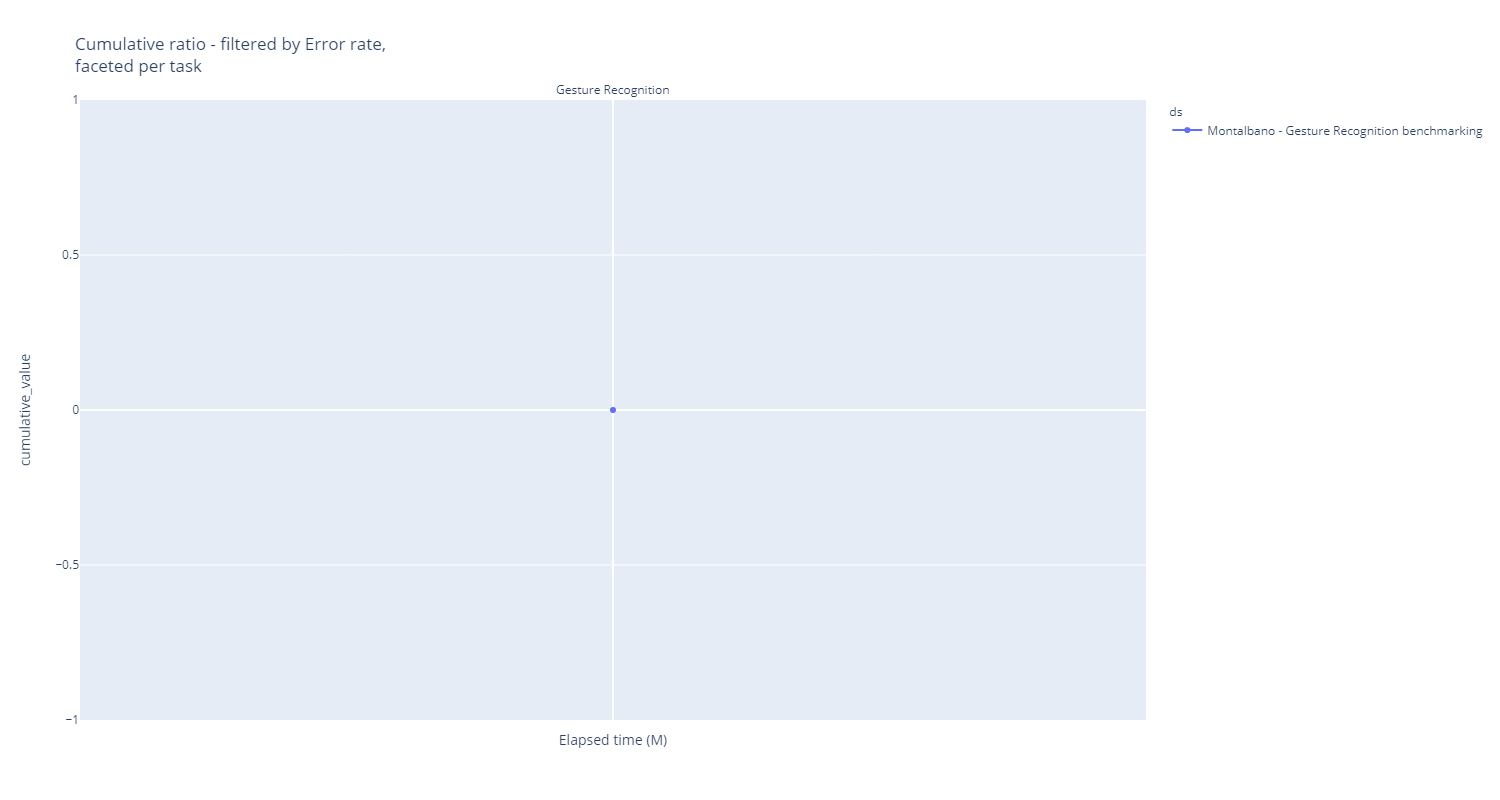 Cumulative ratio - filtered by Error rate,
faceted per task
Gesture Recognition
1
0.5
0
−0.5
−1
cumulative_value
Elapsed time (M)
ds
Montalbano - Gesture Recognition benchmarking